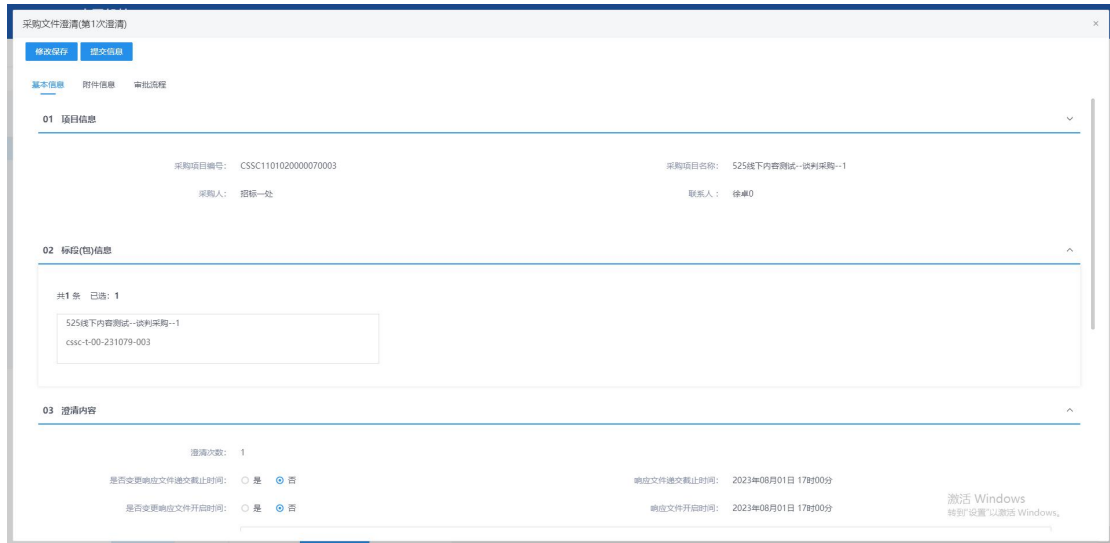 采购文件澄清(第1次澄清)
×
修改保存 提交信息
基本信息 附件信息 审批流程
01 项目信息
采购项目编号: CSSC1101020000070003 采购项目名称: 525线下内容测试--谈判采购--1
采购人: 招标一处 联系人: 徐卓0
02 标段(包)信息
共1 条 已选: 1
525线下内容测试--谈判采购--1
cssc-t-00-231079-003
03 澄清内容
澄清次数: 1
是否变更响应文件递交截止时间: 是 否 响应文件递交截止时间: 2023年08月01日 17时00分
是否变更响应文件开启时间: 是 否 响应文件开启时间: 2023年08月01日 17时00分
激活 Windows
转到"设置"以激活 Windows。